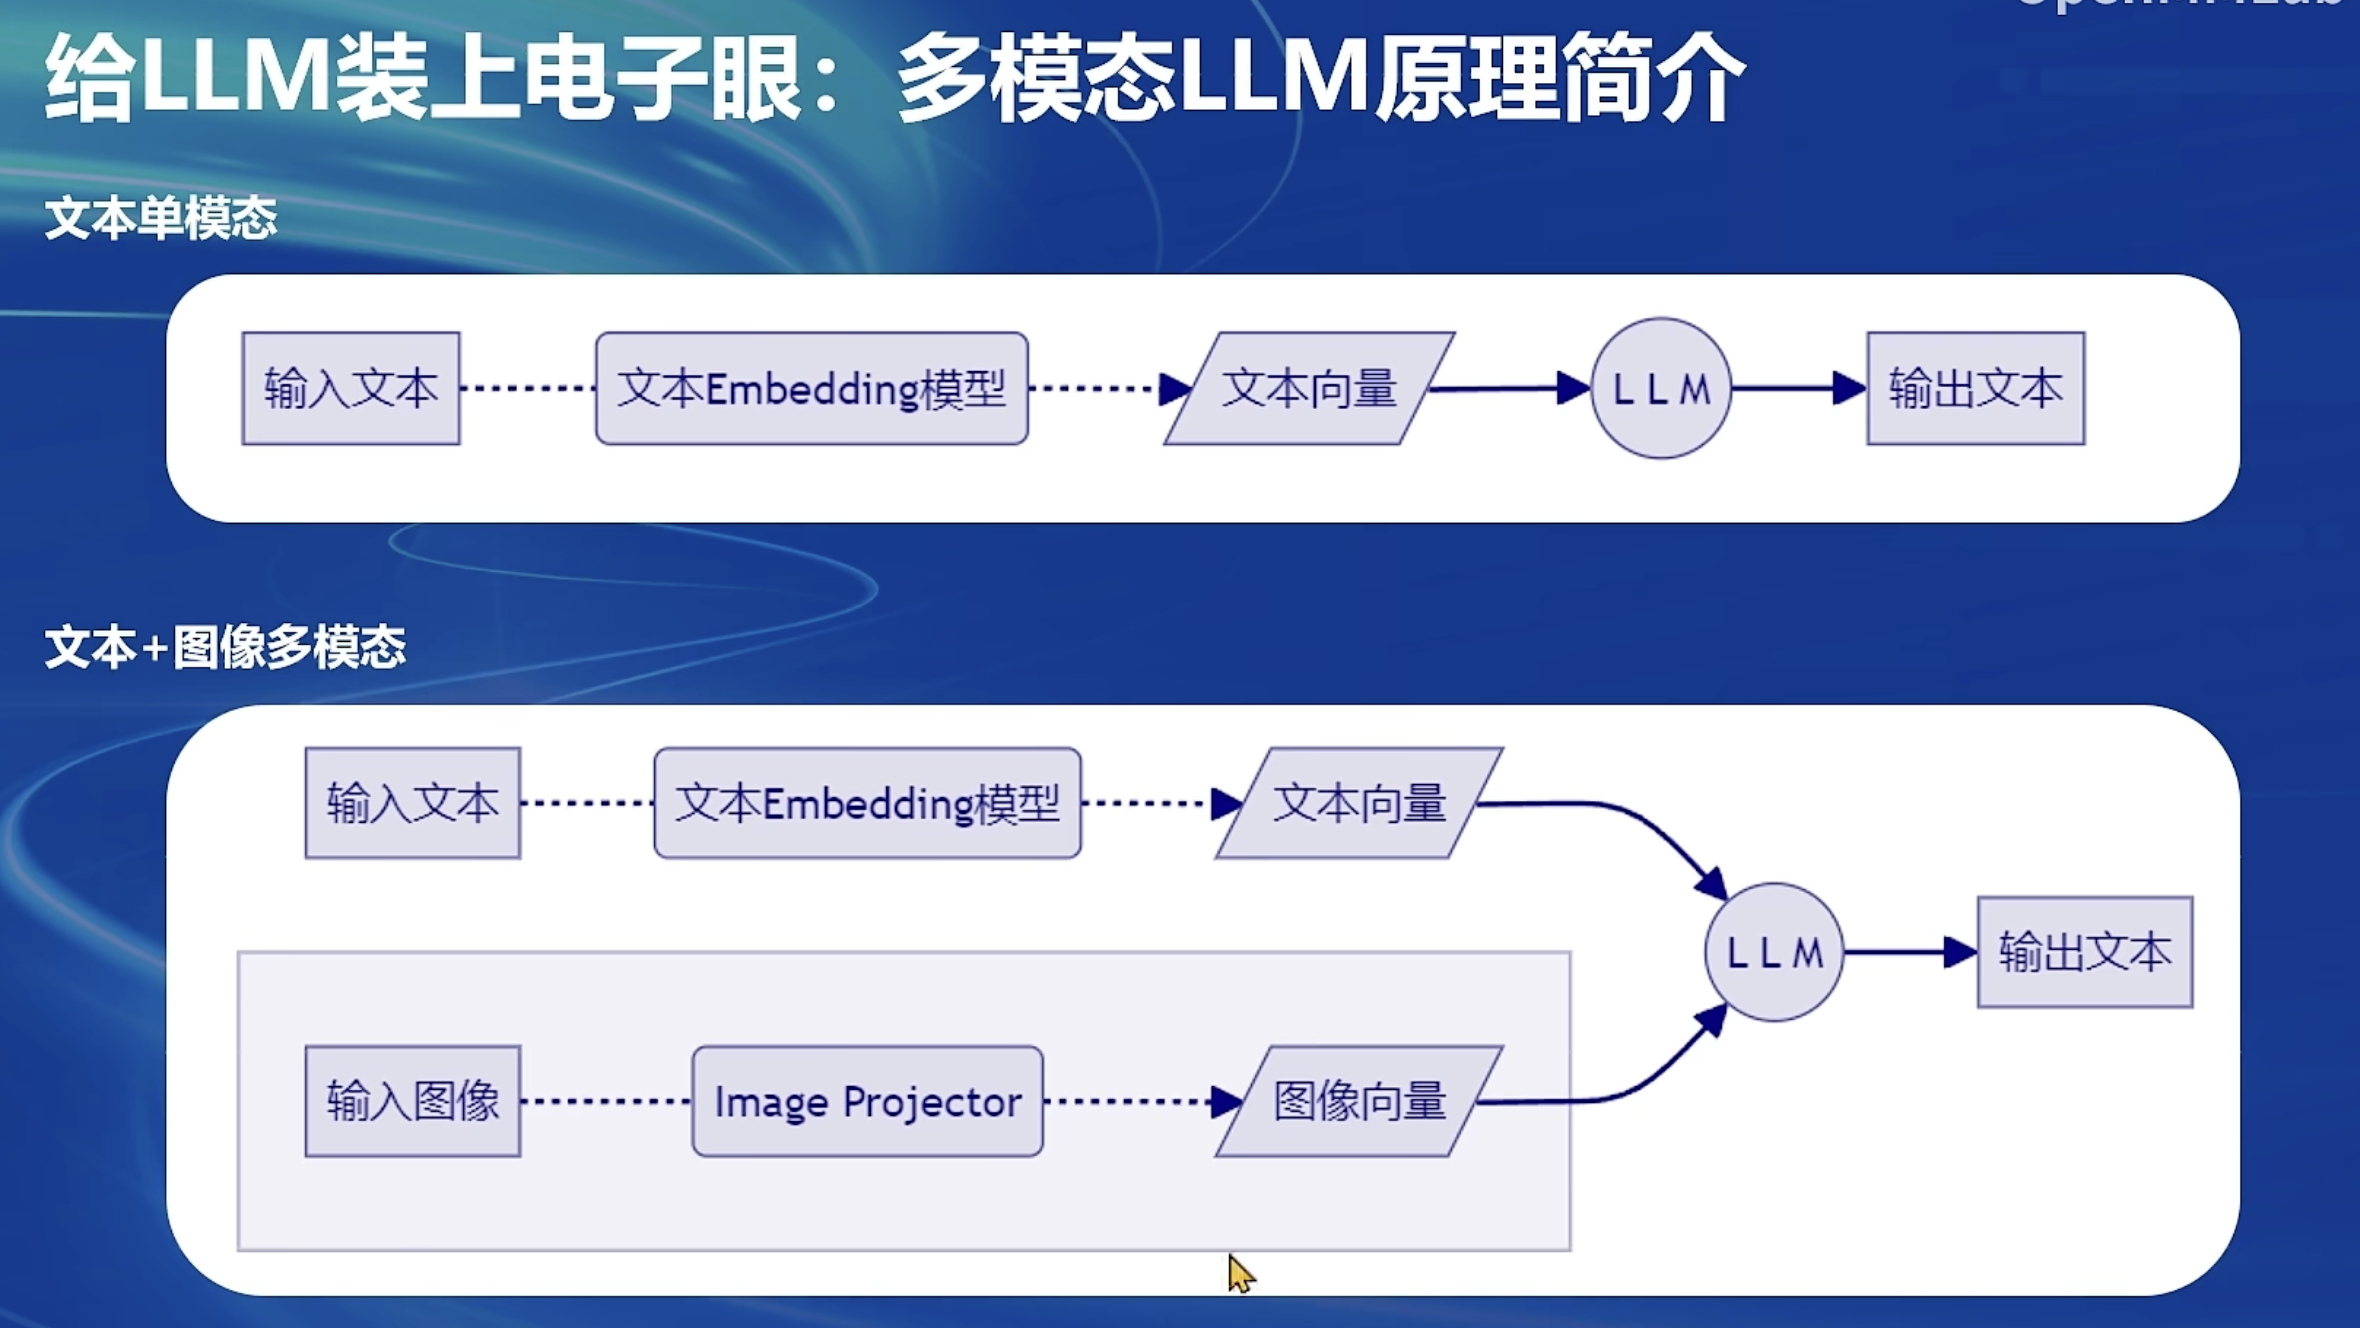 给LLM装上电子眼：多模态LLM原理简介
文本单模态
输入文本
文本Embedding模型
文本向量
LLM
输出文本
文本+图像多模态
输入文本
文本Embedding模型
文本向量
LLM
输出文本
输入图像
Image Projector
图像向量